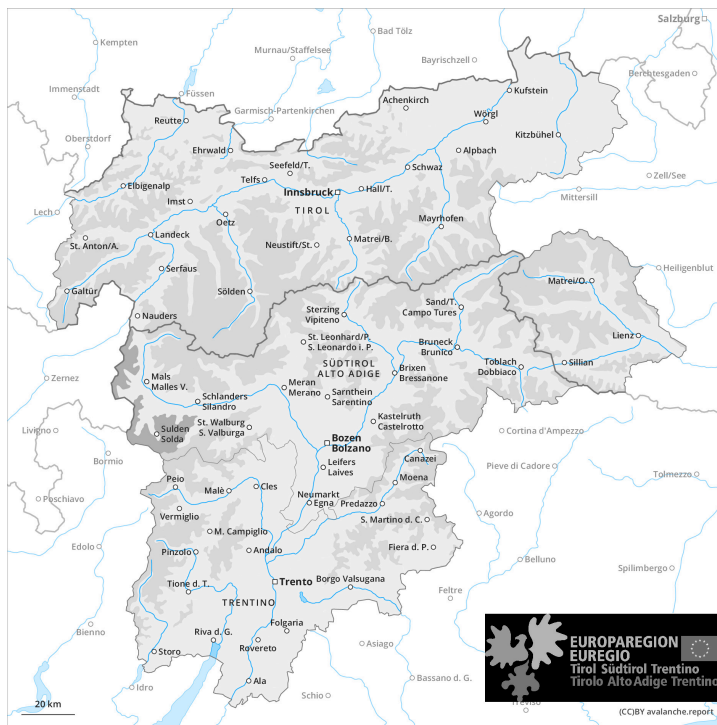 Salzburg
Kempten
Bad Tölz
Murnau/Staffelsee
Bayrischzell
Berchtesgaden
Immenstadt
Füssen
Achenkirch
Kufstein
Garmisch-Partenkirchen
Reutte
Wörgl
Oberstdorf
Kitzbühel
Ehrwald
Alpbach
Seefeld/T.
Schwaz
Telfs
Zell/See
Elbigenalp
Innsbruck
Hall/T.
Mittersill
Imst
TIROL
Lech
Oetz
Mayrhofen
St. Anton/A.
Landeck
Neustift/St.
Matrei/B.
Serfaus
Heiligenblut
Matrei/O.
Galtür
Sölden
Sand/T.
Campo Tures
Nauders
Sterzing
Vipiteno
Lienz
St. Leonhard/P.
S. Leonardo i. P.
Bruneck
Brunico
SÜDTIROL
ALTO ADIGE
Toblach
Dobbiaco
Sillian
Brixen
Bressanone
Zernez
Mals
Malles V.
Meran
Merano
Sarnthein
Sarentino
Schlanders
Silandro
St. Walburg
S. Valburga
Kastelruth
Castelrotto
Livigno
Sulden
Solda
Bozen
Bolzano
Cortina d'Ampezzo
Bormio
Canazei
Leifers
Laives
Pieve di Cadore
Tolmezzo
Peio
Malè
Cles
Moena
Neumarkt
Egna
Predazzo
Poschiavo
Vermiglio
Agordo
S. Martino d. C.
M. Campiglio
Edolo
Pinzolo
Andalo
Fiera d. P.
Belluno
Spilimbergo
Tione d. T.
Trento
Borgo Valsugana
Feltre
TRENTINO
Folgaria
Bienno
Riva d. G.
Rovereto
Asiago
Storo
Ala
Idro
Schio
Bassano d. G.
Treviso
EUROPAREGION
EUREGIO
Tirol Südtirol Trentino
Tirolo Alto Adige Trentino
20 km
(CC)BY avalanche.report